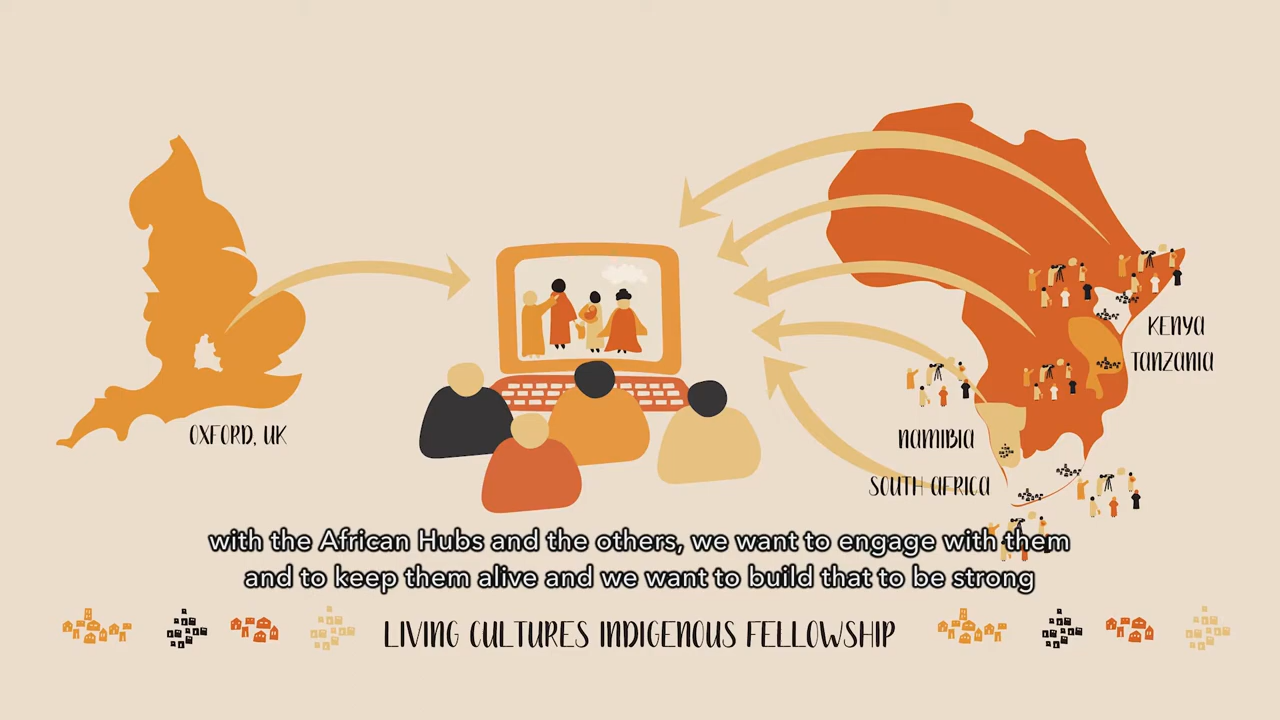 KENYA
TANZANIA
OXFORD, UK
NAMIBIA
SOUTH AFRICA
with the African Hubs and the others, we want to engage with them
and to keep them alive and we want to build that to be strong
LIVING CULTURES INDIGENOUS FELLOWSHIP